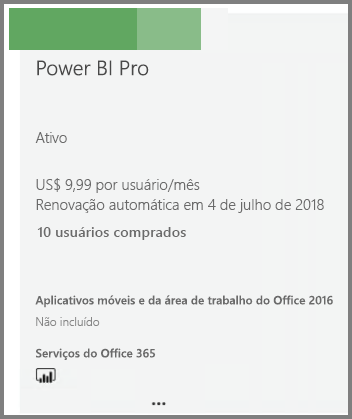 Power BI Pro
Ativo
US$ 9,99 por usuário/mês
Renovação automática em 4 de julho de 2018
10 usuários comprados
Aplicativos móveis e da área de trabalho do Office 2016
Não incluído
Serviços do Office 365
...